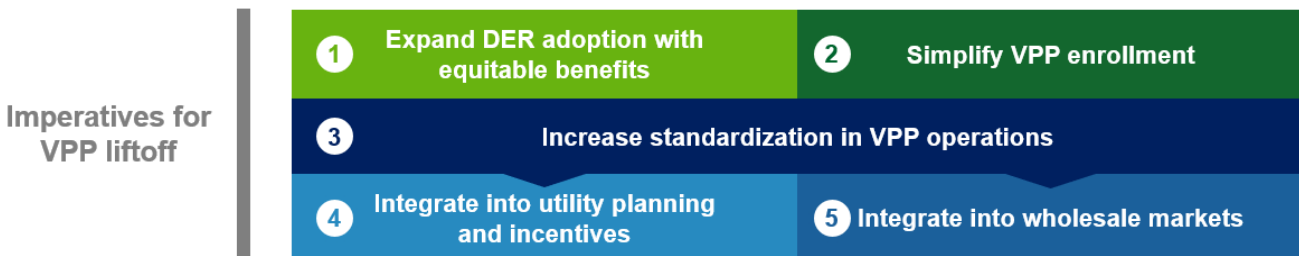 Imperatives for
VPP liftoff
1
Expand DER adoption with
equitable benefits
2
Simplify VPP enrollment
3
Increase standardization in VPP operations
4
Integrate into utility planning
and incentives
5
Integrate into wholesale markets